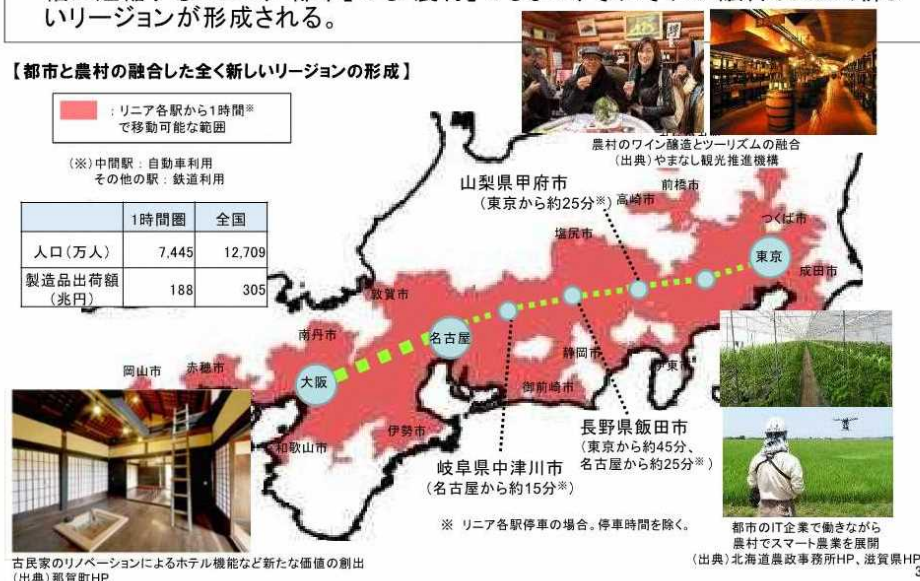 いリージョンが形成される。
【都市と農村の融合した全く新しいリージョンの形成】
：リニア各駅から1時間※
で移動可能な範囲
(※)中間駅：自動車利用
その他の駅：鉄道利用
1時間圏 全国
人口(万人) 7,445 12,709
製造品出荷額
(兆円) 188 305
農村のワイン醸造とツーリズムの融合
(出典)やまなし観光推進機構
山梨県甲府市
(東京から約25分※)
前橋市
高崎市
つくば市
塩尻市
東京
成田市
敦賀市
南丹市
名古屋
静岡市
伊東市
岡山市
赤穂市
大阪
御前崎市
伊勢市
和歌山市
長野県飯田市
(東京から約45分、
名古屋から約25分※)
岐阜県中津川市
(名古屋から約15分※)
※ リニア各駅停車の場合。停車時間を除く。
都市のIT企業で働きながら
農村でスマート農業を展開
(出典)北海道農政事務所HP、滋賀県HP
古民家のリノベーションによるホテル機能など新たな価値の創出
(出典)那賀町HP
3